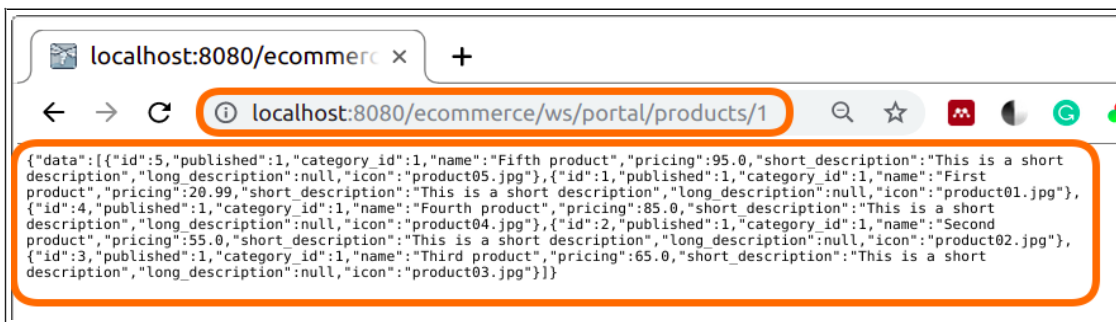 localhost:8080/ecommerc
localhost:8080/ecommerce/ws/portal/products/1
{"data":[{"id":5,"published":1,"category_id":1,"name":"Fifth product","pricing":95.0,"short_description":"This is a short
description","long_description":null,"icon":"product05.jpg"},{"id":1,"published":1,"category_id":1,"name":"First
product","pricing":20.99,"short_description":"This is a short description","long_description":null,"icon":"product01.jpg"},
{"id":4,"published":1,"category_id":1,"name":"Fourth product","pricing":85.0,"short_description":"This is a short
description","long_description":null,"icon":"product04.jpg"},{"id":2,"published":1,"category_id":1,"name":"Second
product","pricing":55.0,"short_description":"This is a short description","long_description":null,"icon":"product02.jpg"},
{"id":3,"published":1,"category_id":1,"name":"Third product","pricing":65.0,"short_description":"This is a short
description","long_description":null,"icon":"product03.jpg"}]}